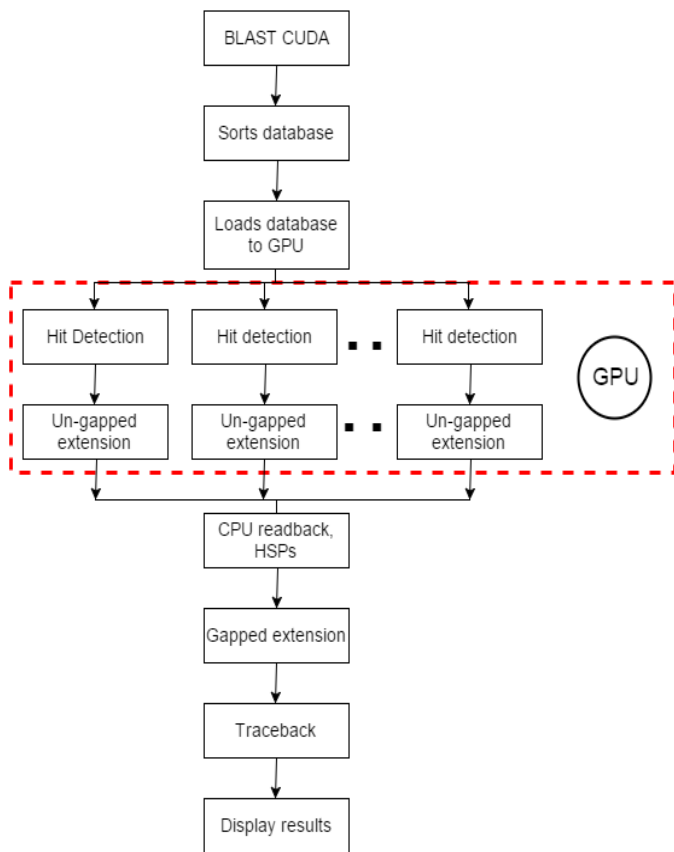 BLAST CUDA
Sorts database
Loads database
to GPU
Hit Detection
Hit detection
Hit detection
GPU
Un-gapped
extension
Un-gapped
extension
Un-gapped
extension
CPU readback,
HSPs
Gapped extension
Traceback
Display results